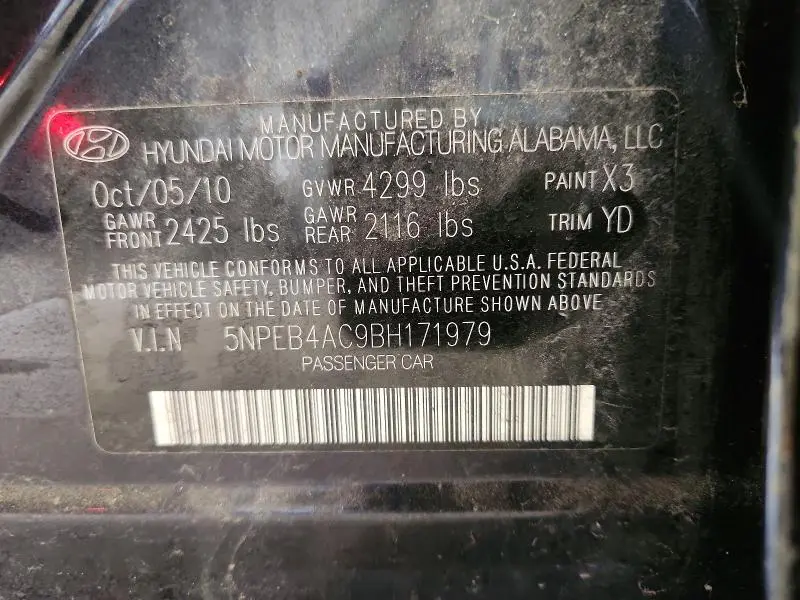 MANUFACTURED BY
HYUNDAI MOTOR MANUFACTURING ALABAMA, LLC
Oct/05/10 GVWR 4299 lbs PAINT X3
GAWR FRONT 2425 lbs GAWR REAR 2116 lbs TRIM YD
THIS VEHICLE CONFORMS TO ALL APPLICABLE U.S.A. FEDERAL
MOTOR VEHICLE SAFETY, BUMPER, AND THEFT PREVENTION STANDARDS
IN EFFECT ON THE DATE OF MANUFACTURE SHOWN ABOVE
V.I.N 5NPEB4AC9BH171979
PASSENGER CAR